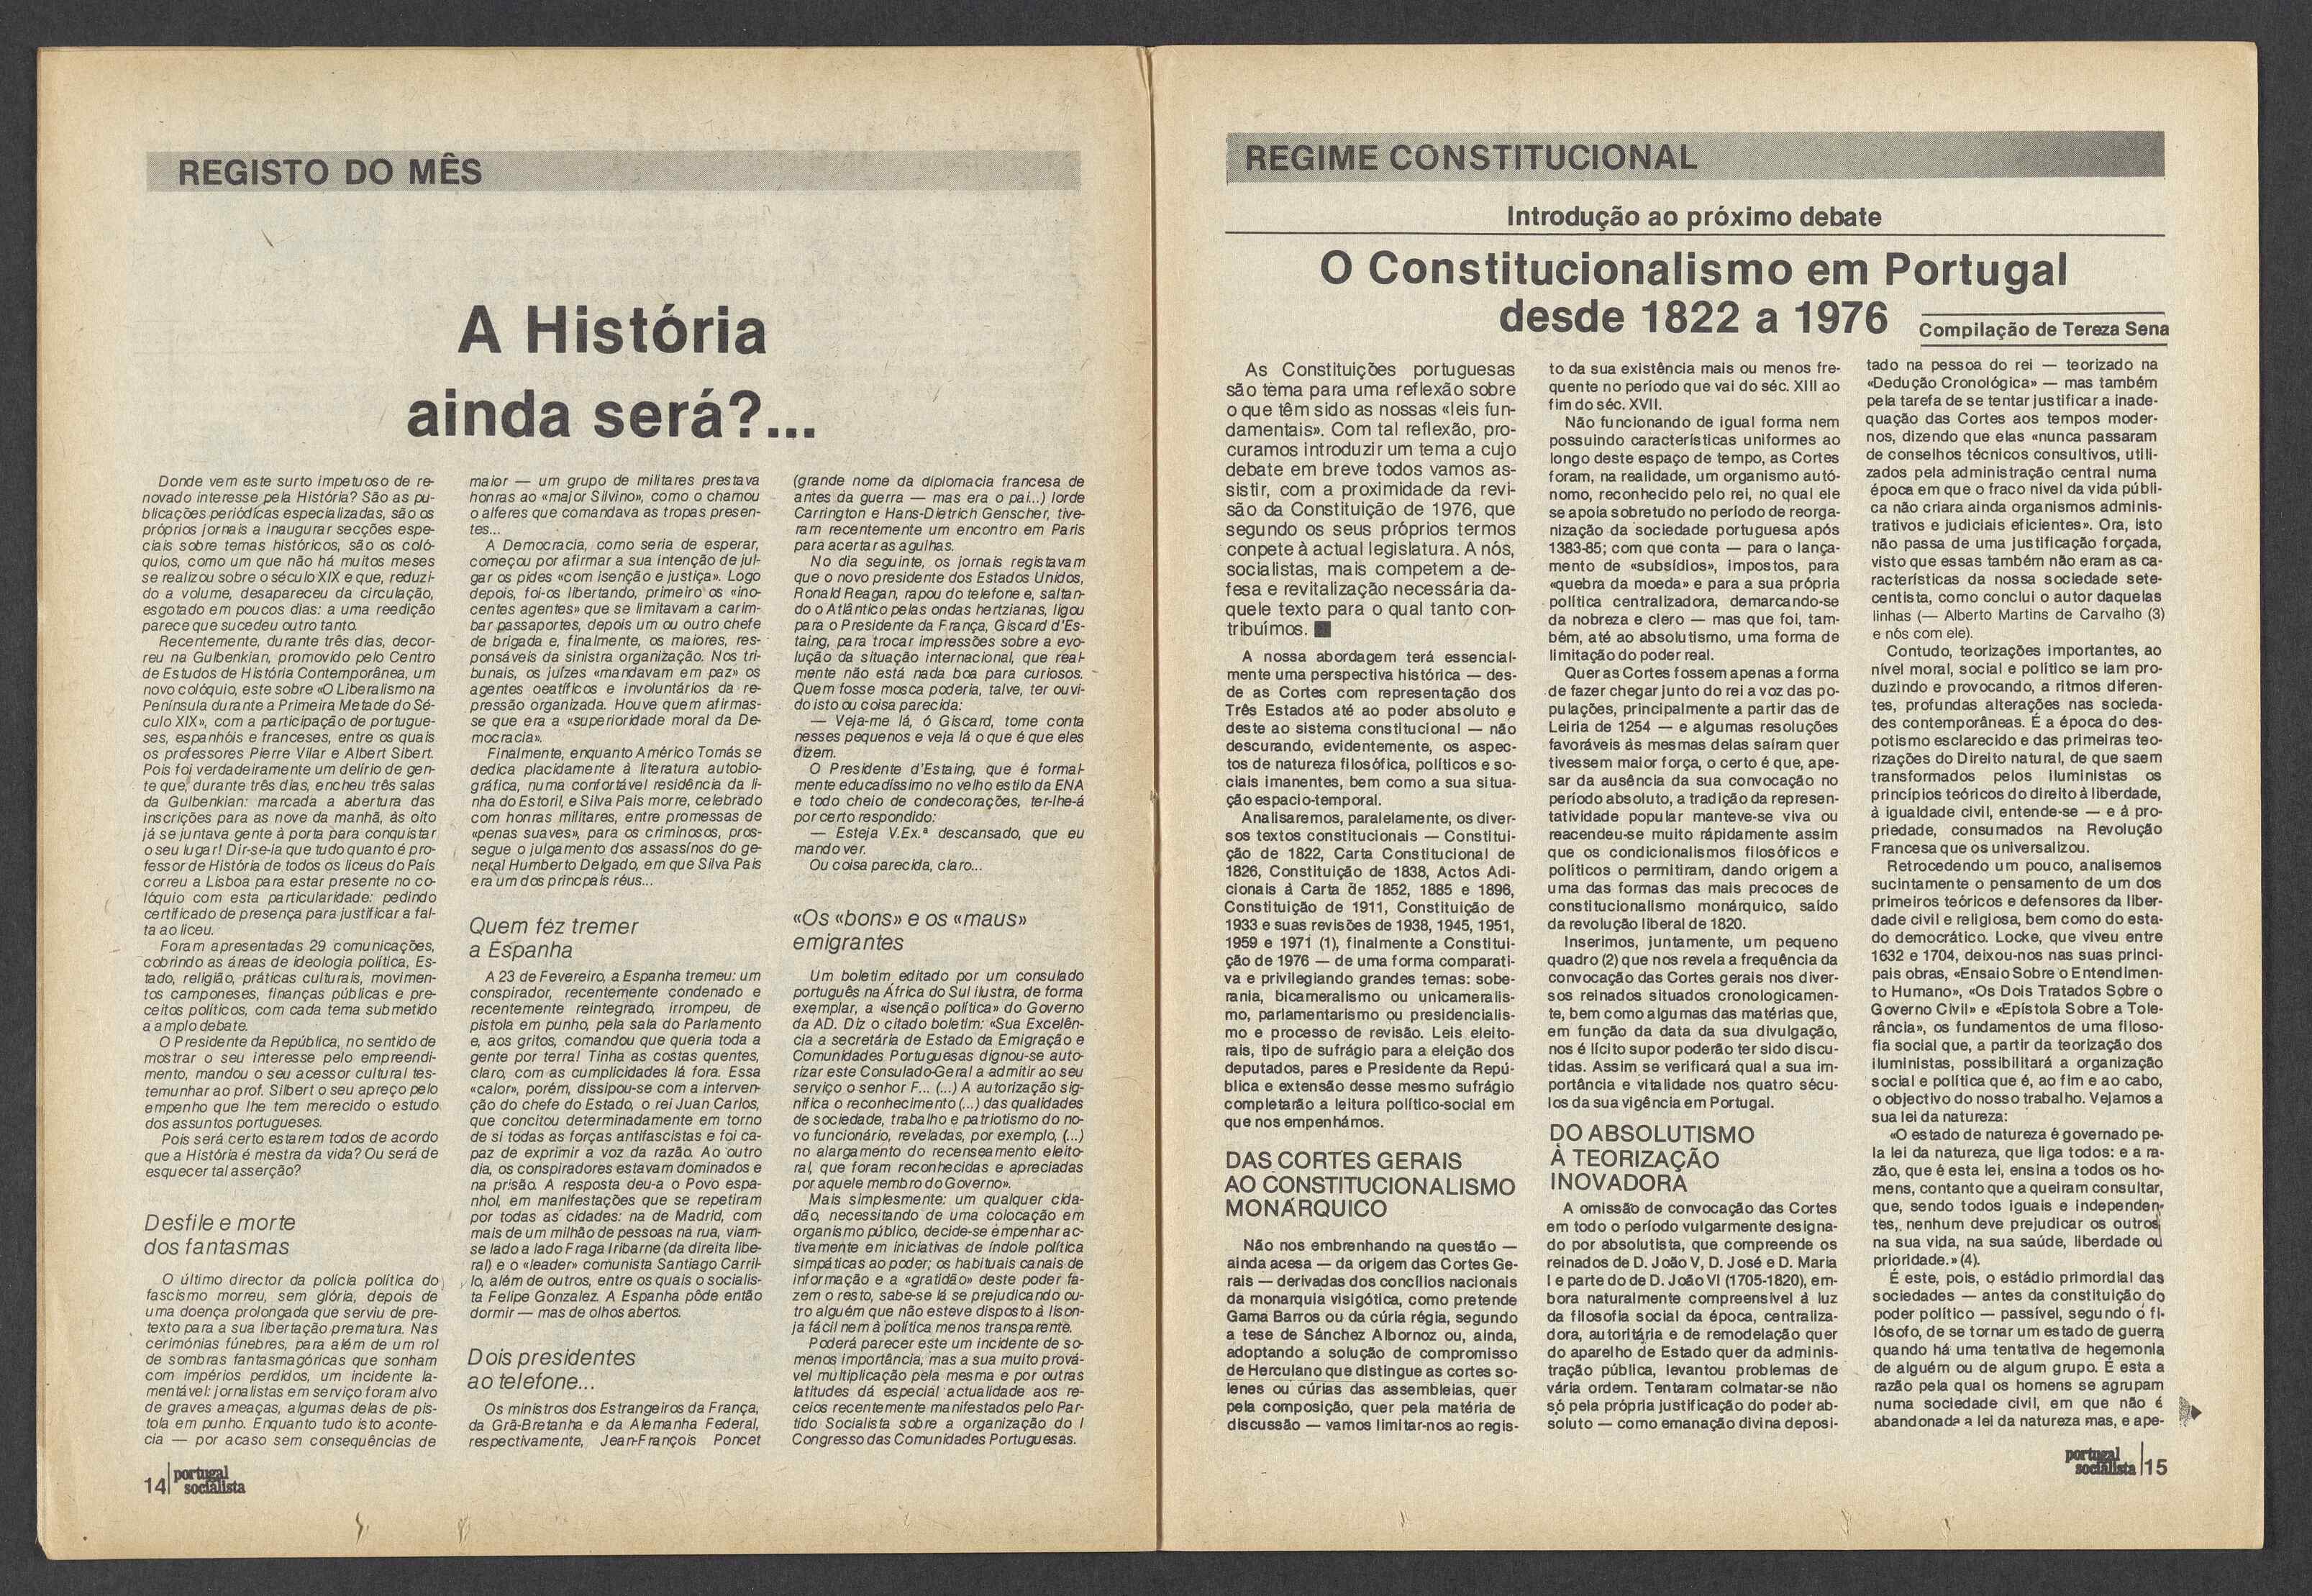 REGISTO DO MÊS
A História
ainda será?...
Donde vem este surto impetuoso de re-
novado interesse pela História? São as pu-
blicações periódicas especializadas, são os
próprios jornais a inaugurar secções espe-
ciais sobre temas históricos, são os coló-
quios, como um que não há muitos meses
se realizou sobre o século XIX e que, reduzi-
do a volume, desapareceu da circulação,
esgotado em poucos dias: a uma reedição
parece que sucedeu outro tanto.
Recentemente, durante três dias, decor-
reu na Gulbenkian, promovido pelo Centro
de Estudos de História Contemporânea, um
novo colóquio, este sobre «O Liberalismo na
Península durante a Primeira Metade do Sé-
culo XIX», com a participação de portugue-
ses, espanhóis e franceses, entre os quais
os professores Pierre Vilar e Albert Sibert.
Pois foi verdadeiramente um delírio de gen-
te que, durante três dias, encheu três salas
da Gulbenkian: marcada a abertura das
inscrições para as nove da manhã, às oito
já se juntava gente à porta para conquistar
o seu lugar! Dir-se-ia que tudo quanto é pro-
fessor de História de todos os liceus do País
correu a Lisboa para estar presente no co-
lóquio com esta particularidade: pedindo
certificado de presença para justificar a fal-
ta ao liceu.
Foram apresentadas 29 comunicações,
cobrindo as áreas de ideologia política, Es-
tado, religião, práticas culturais, movimen-
tos camponeses, finanças públicas e pre-
ceitos políticos, com cada tema submetido
a amplo debate.
O Presidente da República, no sentido de
mostrar o seu interesse pelo empreendi-
mento, mandou o seu acessor cultural tes-
temunhar ao prof. Silbert o seu apreço pelo
empenho que lhe tem merecido o estudo
dos assuntos portugueses.
Pois será certo estarem todos de acordo
que a História é mestra da vida? Ou será de
esquecer tal asserção?
Desfile e morte
dos fantasmas
O último director da polícia política do
fascismo morreu, sem glória, depois de
uma doença prolongada que serviu de pre-
texto para a sua libertação prematura. Nas
cerimónias fúnebres, para além de um rol
de sombras fantasmagóricas que sonham
com impérios perdidos, um incidente la-
mentável: jornalistas em serviço foram alvo
de graves ameaças, algumas delas de pis-
tola em punho. Enquanto tudo isto aconte-
cia — por acaso sem consequências de
maior — um grupo de militares prestava
honras ao «major Silvino», como o chamou
o alferes que comandava as tropas presen-
tes...
A Democracia, como seria de esperar,
começou por afirmar a sua intenção de jul-
gar os pides «com isenção e justiça». Logo
depois, foi-os libertando, primeiro os «ino-
centes agentes» que se limitavam a carim-
bar passaportes, depois um ou outro chefe
de brigada e, finalmente, os maiores, res-
ponsáveis da sinistra organização. Nos tri-
bunais, os juízes «mandavam em paz» os
agentes oeatíficos e involuntários da re-
pressão organizada. Houve quem afirmas-
se que era a «superioridade moral da De-
mocracia».
Finalmente, enquanto Américo Tomás se
dedica placidamente à literatura autobio-
gráfica, numa confortável residência da li-
nha do Estoril, e Silva Pais morre, celebrado
com honras militares, entre promessas de
«penas suaves», para os criminosos, pros-
segue o julgamento dos assassinos do ge-
neral Humberto Delgado, em que Silva Pais
era um dos princpais réus...
Quem fez tremer
a Espanha
A 23 de Fevereiro, a Espanha tremeu: um
conspirador, recentemente condenado e
recentemente reintegrado, irrompeu, de
pistola em punho, pela sala do Parlamento
e, aos gritos, comandou que queria toda a
gente por terra! Tinha as costas quentes,
claro, com as cumplicidades lá fora. Essa
«calor», porém, dissipou-se com a interven-
ção do chefe do Estado, o rei Juan Carlos,
que concitou determinadamente em torno
de si todas as forças antifascistas e foi ca-
paz de exprimir a voz da razão. Ao outro
dia, os conspiradores estavam dominados e
na prisão. A resposta deu-a o Povo espa-
nhol, em manifestações que se repetiram
por todas as cidades: na de Madrid, com
mais de um milhão de pessoas na rua, viam-
se lado a lado Fraga Iribarne (da direita libe-
ral) e o «leader» comunista Santiago Carril-
lo, além de outros, entre os quais o socialis-
ta Felipe Gonzalez. A Espanha pôde então
dormir — mas de olhos abertos.
Dois presidentes
ao telefone...
Os ministros dos Estrangeiros da França,
da Grã-Bretanha e da Alemanha Federal,
respectivamente, Jean-François Poncet
(grande nome da diplomacia francesa de
antes da guerra — mas era o pai...) lorde
Carrington e Hans-Dietrich Genscher, tive-
ram recentemente um encontro em Paris
para acertar as agulhas.
No dia seguinte, os jornais registavam
que o novo presidente dos Estados Unidos,
Ronald Reagan, rapou do telefone e, saltan-
do o Atlântico pelas ondas hertzianas, ligou
para o Presidente da França, Giscard d'Es-
taing, para trocar impressões sobre a evo-
lução da situação internacional, que real-
mente não está nada boa para curiosos.
Quem fosse mosca poderia, talve, ter ouvi-
do isto ou coisa parecida:
— Veja-me lá, ó Giscard, tome conta
nesses pequenos e veja lá o que é que eles
dizem.
O Presidente d'Estaing, que é formal-
mente educadíssimo no velho estilo da ENA
e todo cheio de condecorações, ter-lhe-á
por certo respondido:
— Esteja V.Ex.ª descansado, que eu
mando ver.
Ou coisa parecida, claro...
«Os «bons» e os «maus»
emigrantes
Um boletim editado por um consulado
português na África do Sul ilustra, de forma
exemplar, a «isenção política» do Governo
da AD. Diz o citado boletim: «Sua Excelên-
cia a secretária de Estado da Emigração e
Comunidades Portuguesas dignou-se auto-
rizar este Consulado-Geral a admitir ao seu
serviço o senhor F... (...) A autorização sig-
nifica o reconhecimento (...) das qualidades
de sociedade, trabalho e patriotismo do no-
vo funcionário, reveladas, por exemplo, (...)
no alargamento do recenseamento eleito-
ral, que foram reconhecidas e apreciadas
por aquele membro do Governo».
Mais simplesmente: um qualquer cida-
dão, necessitando de uma colocação em
organismo público, decide-se empenhar ac-
tivamente em iniciativas de índole política
simpáticas ao poder; os habituais canais de
informação e a «gratidão» deste poder fa-
zem o resto, sabe-se lá se prejudicando ou-
tro alguém que não esteve disposto à lison-
ja fácil nem à política menos transparente.
Poderá parecer este um incidente de so-
menos importância, mas a sua muito prová-
vel multiplicação pela mesma e por outras
latitudes dá especial actualidade aos re-
ceios recentemente manifestados pelo Par-
tido Socialista sobre a organização do I
Congresso das Comunidades Portuguesas.
14 portugal
socialista
REGIME CONSTITUCIONAL
Introdução ao próximo debate
O Constitucionalismo em Portugal
desde 1822 a 1976
Compilação de Tereza Sena
As Constituições portuguesas
são tema para uma reflexão sobre
o que têm sido as nossas «leis fun-
damentais». Com tal reflexão, pro-
curamos introduzir um tema a cujo
debate em breve todos vamos as-
sistir, com a proximidade da revi-
são da Constituição de 1976, que
segundo os seus próprios termos
conpete à actual legislatura. A nós,
socialistas, mais competem a de-
fesa e revitalização necessária da-
quele texto para o qual tanto con-
tribuímos. ■
A nossa abordagem terá essencial-
mente uma perspectiva histórica — des-
de as Cortes com representação dos
Três Estados até ao poder absoluto e
deste ao sistema constitucional — não
descurando, evidentemente, os aspec-
tos de natureza filosófica, políticos e so-
ciais imanentes, bem como a sua situa-
ção espacio-temporal.
Analisaremos, paralelamente, os diver-
sos textos constitucionais — Constitui-
ção de 1822, Carta Constitucional de
1826, Constituição de 1838, Actos Adi-
cionais à Carta de 1852, 1885 e 1896,
Constituição de 1911, Constituição de
1933 e suas revisões de 1938, 1945, 1951,
1959 e 1971 (1), finalmente a Constitui-
ção de 1976 — de uma forma comparati-
va e privilegiando grandes temas: sobe-
rania, bicameralismo ou unicameralis-
mo, parlamentarismo ou presidencialis-
mo e processo de revisão. Leis eleito-
rais, tipo de sufrágio para a eleição dos
deputados, pares e Presidente da Repú-
blica e extensão desse mesmo sufrágio
completarão a leitura político-social em
que nos empenhámos.
DAS CORTES GERAIS
AO CONSTITUCIONALISMO
MONÁRQUICO
Não nos embrenhando na questão —
ainda acesa — da origem das Cortes Ge-
rais — derivadas dos concílios nacionais
da monarquia visigótica, como pretende
Gama Barros ou da cúria régia, segundo
a tese de Sánchez Albornoz ou, ainda,
adoptando a solução de compromisso
de Herculano que distingue as cortes so-
lenes ou cúrias das assembleias, quer
pela composição, quer pela matéria de
discussão — vamos limitar-nos ao regis-
to da sua existência mais ou menos fre-
quente no período que vai do séc. XIII ao
fim do séc. XVII.
Não funcionando de igual forma nem
possuindo características uniformes ao
longo deste espaço de tempo, as Cortes
foram, na realidade, um organismo autó-
nomo, reconhecido pelo rei, no qual ele
se apoia sobretudo no período de reorga-
nização da sociedade portuguesa após
1383-85; com que conta — para o lança-
mento de «subsídios», impostos, para
«quebra da moeda» e para a sua própria
política centralizadora, demarcando-se
da nobreza e clero — mas que foi, tam-
bém, até ao absolutismo, uma forma de
limitação do poder real.
Quer as Cortes fossem apenas a forma
de fazer chegar junto do rei a voz das po-
pulações, principalmente a partir das de
Leiria de 1254 — e algumas resoluções
favoráveis às mesmas delas saíram quer
tivessem maior força, o certo é que, ape-
sar da ausência da sua convocação no
período absoluto, a tradição da represen-
tatividade popular manteve-se viva ou
reacendeu-se muito rápidamente assim
que os condicionalismos filosóficos e
políticos o permitiram, dando origem a
uma das formas das mais precoces de
constitucionalismo monárquico, saído
da revolução liberal de 1820.
Inserimos, juntamente, um pequeno
quadro (2) que nos revela a frequência da
convocação das Cortes gerais nos diver-
sos reinados situados cronologicamen-
te, bem como algumas das matérias que,
em função da data da sua divulgação,
nos é lícito supor poderão ter sido discu-
tidas. Assim se verificará qual a sua im-
portância e vitalidade nos quatro sécu-
los da sua vigência em Portugal.
DO ABSOLUTISMO
À TEORIZAÇÃO
INOVADORA
A omissão de convocação das Cortes
em todo o período vulgarmente designa-
do por absolutista, que compreende os
reinados de D. João V, D. José e D. Maria
I e parte do de D. João VI (1705-1820), em-
bora naturalmente compreensível à luz
da filosofia social da época, centraliza-
dora, autoritária e de remodelação quer
do aparelho de Estado quer da adminis-
tração pública, levantou problemas de
vária ordem. Tentaram colmatar-se não
só pela própria justificação do poder ab-
soluto — como emanação divina deposi-
tado na pessoa do rei — teorizado na
«Dedução Cronológica» — mas também
pela tarefa de se tentar justificar a inade-
quação das Cortes aos tempos moder-
nos, dizendo que elas «nunca passaram
de conselhos técnicos consultivos, utili-
zados pela administração central numa
época em que o fraco nível da vida públi-
ca não criara ainda organismos adminis-
trativos e judiciais eficientes». Ora, isto
não passa de uma justificação forçada,
visto que essas também não eram as ca-
racterísticas da nossa sociedade sete-
centista, como conclui o autor daquelas
linhas (— Alberto Martins de Carvalho (3)
e nós com ele).
Contudo, teorizações importantes, ao
nível moral, social e político se iam pro-
duzindo e provocando, a ritmos diferen-
tes, profundas alterações nas socieda-
des contemporâneas. É a época do des-
potismo esclarecido e das primeiras teo-
rizações do Direito natural, de que saem
transformados pelos Iluministas os
princípios teóricos do direito à liberdade,
à igualdade civil, entende-se — e à pro-
priedade, consumados na Revolução
Francesa que os universalizou.
Retrocedendo um pouco, analisemos
sucintamente o pensamento de um dos
primeiros teóricos e defensores da liber-
dade civil e religiosa, bem como do esta-
do democrático. Locke, que viveu entre
1632 e 1704, deixou-nos nas suas princi-
pais obras, «Ensaio Sobre o Entendimen-
to Humano», «Os Dois Tratados Sobre o
Governo Civil» e «Epístola Sobre a Tole-
rância», os fundamentos de uma filoso-
fia social que, a partir da teorização dos
iluministas, possibilitará a organização
social e política que é, ao fim e ao cabo,
o objectivo do nosso trabalho. Vejamos a
sua lei da natureza:
«O estado de natureza é governado pe-
la lei da natureza, que liga todos: e a ra-
zão, que é esta lei, ensina a todos os ho-
mens, contanto que a queiram consultar,
que, sendo todos iguais e independen-
tes, nenhum deve prejudicar os outros
na sua vida, na sua saúde, liberdade ou
prioridade.» (4).
É este, pois, o estádio primordial das
sociedades — antes da constituição do
poder político — passível, segundo o fi-
lósofo, de se tornar um estado de guerra
quando há uma tentativa de hegemonia
de alguém ou de algum grupo. É esta a
razão pela qual os homens se agrupam
numa sociedade civil, em que não é
abandonada a lei da natureza mas, e ape-
portugal
socialista 15